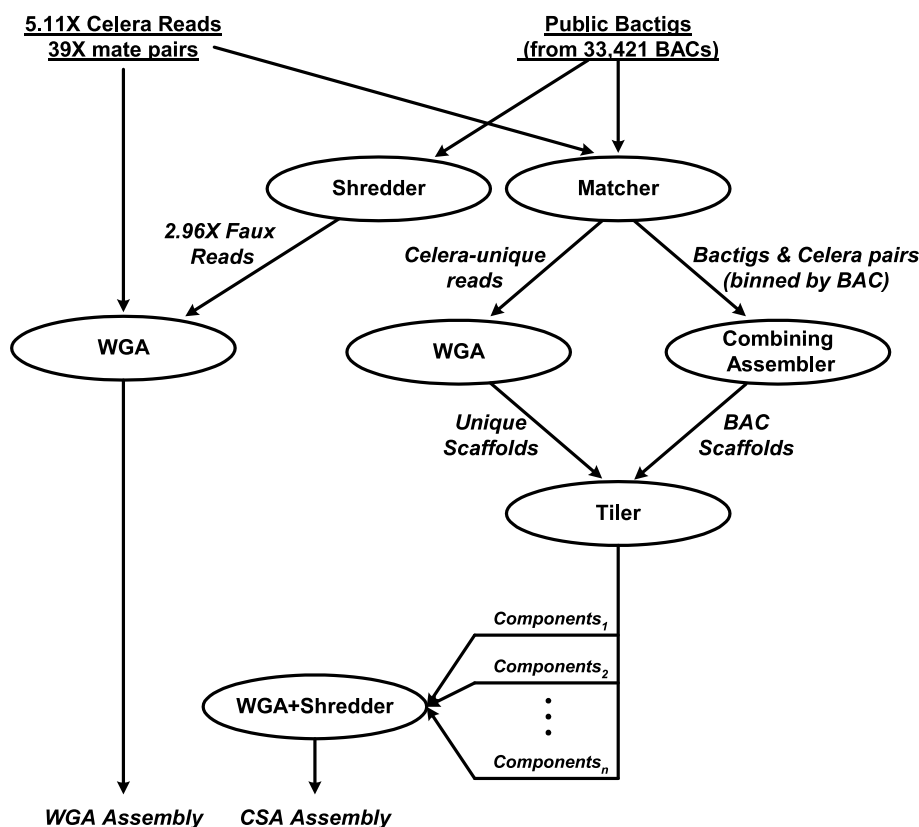 5.11X Celera Reads
39X mate pairs
Public Bactigs
(from 33,421 BACs)
Shredder
Matcher
2.96X Faux
Reads
Celera-unique
reads
Bactigs & Celera pairs
(binned by BAC)
WGA
WGA
Combining
Assembler
Unique
Scaffolds
BAC
Scaffolds
Tiler
Components1
Components2
WGA+Shredder
Componentsn
WGA Assembly
CSA Assembly